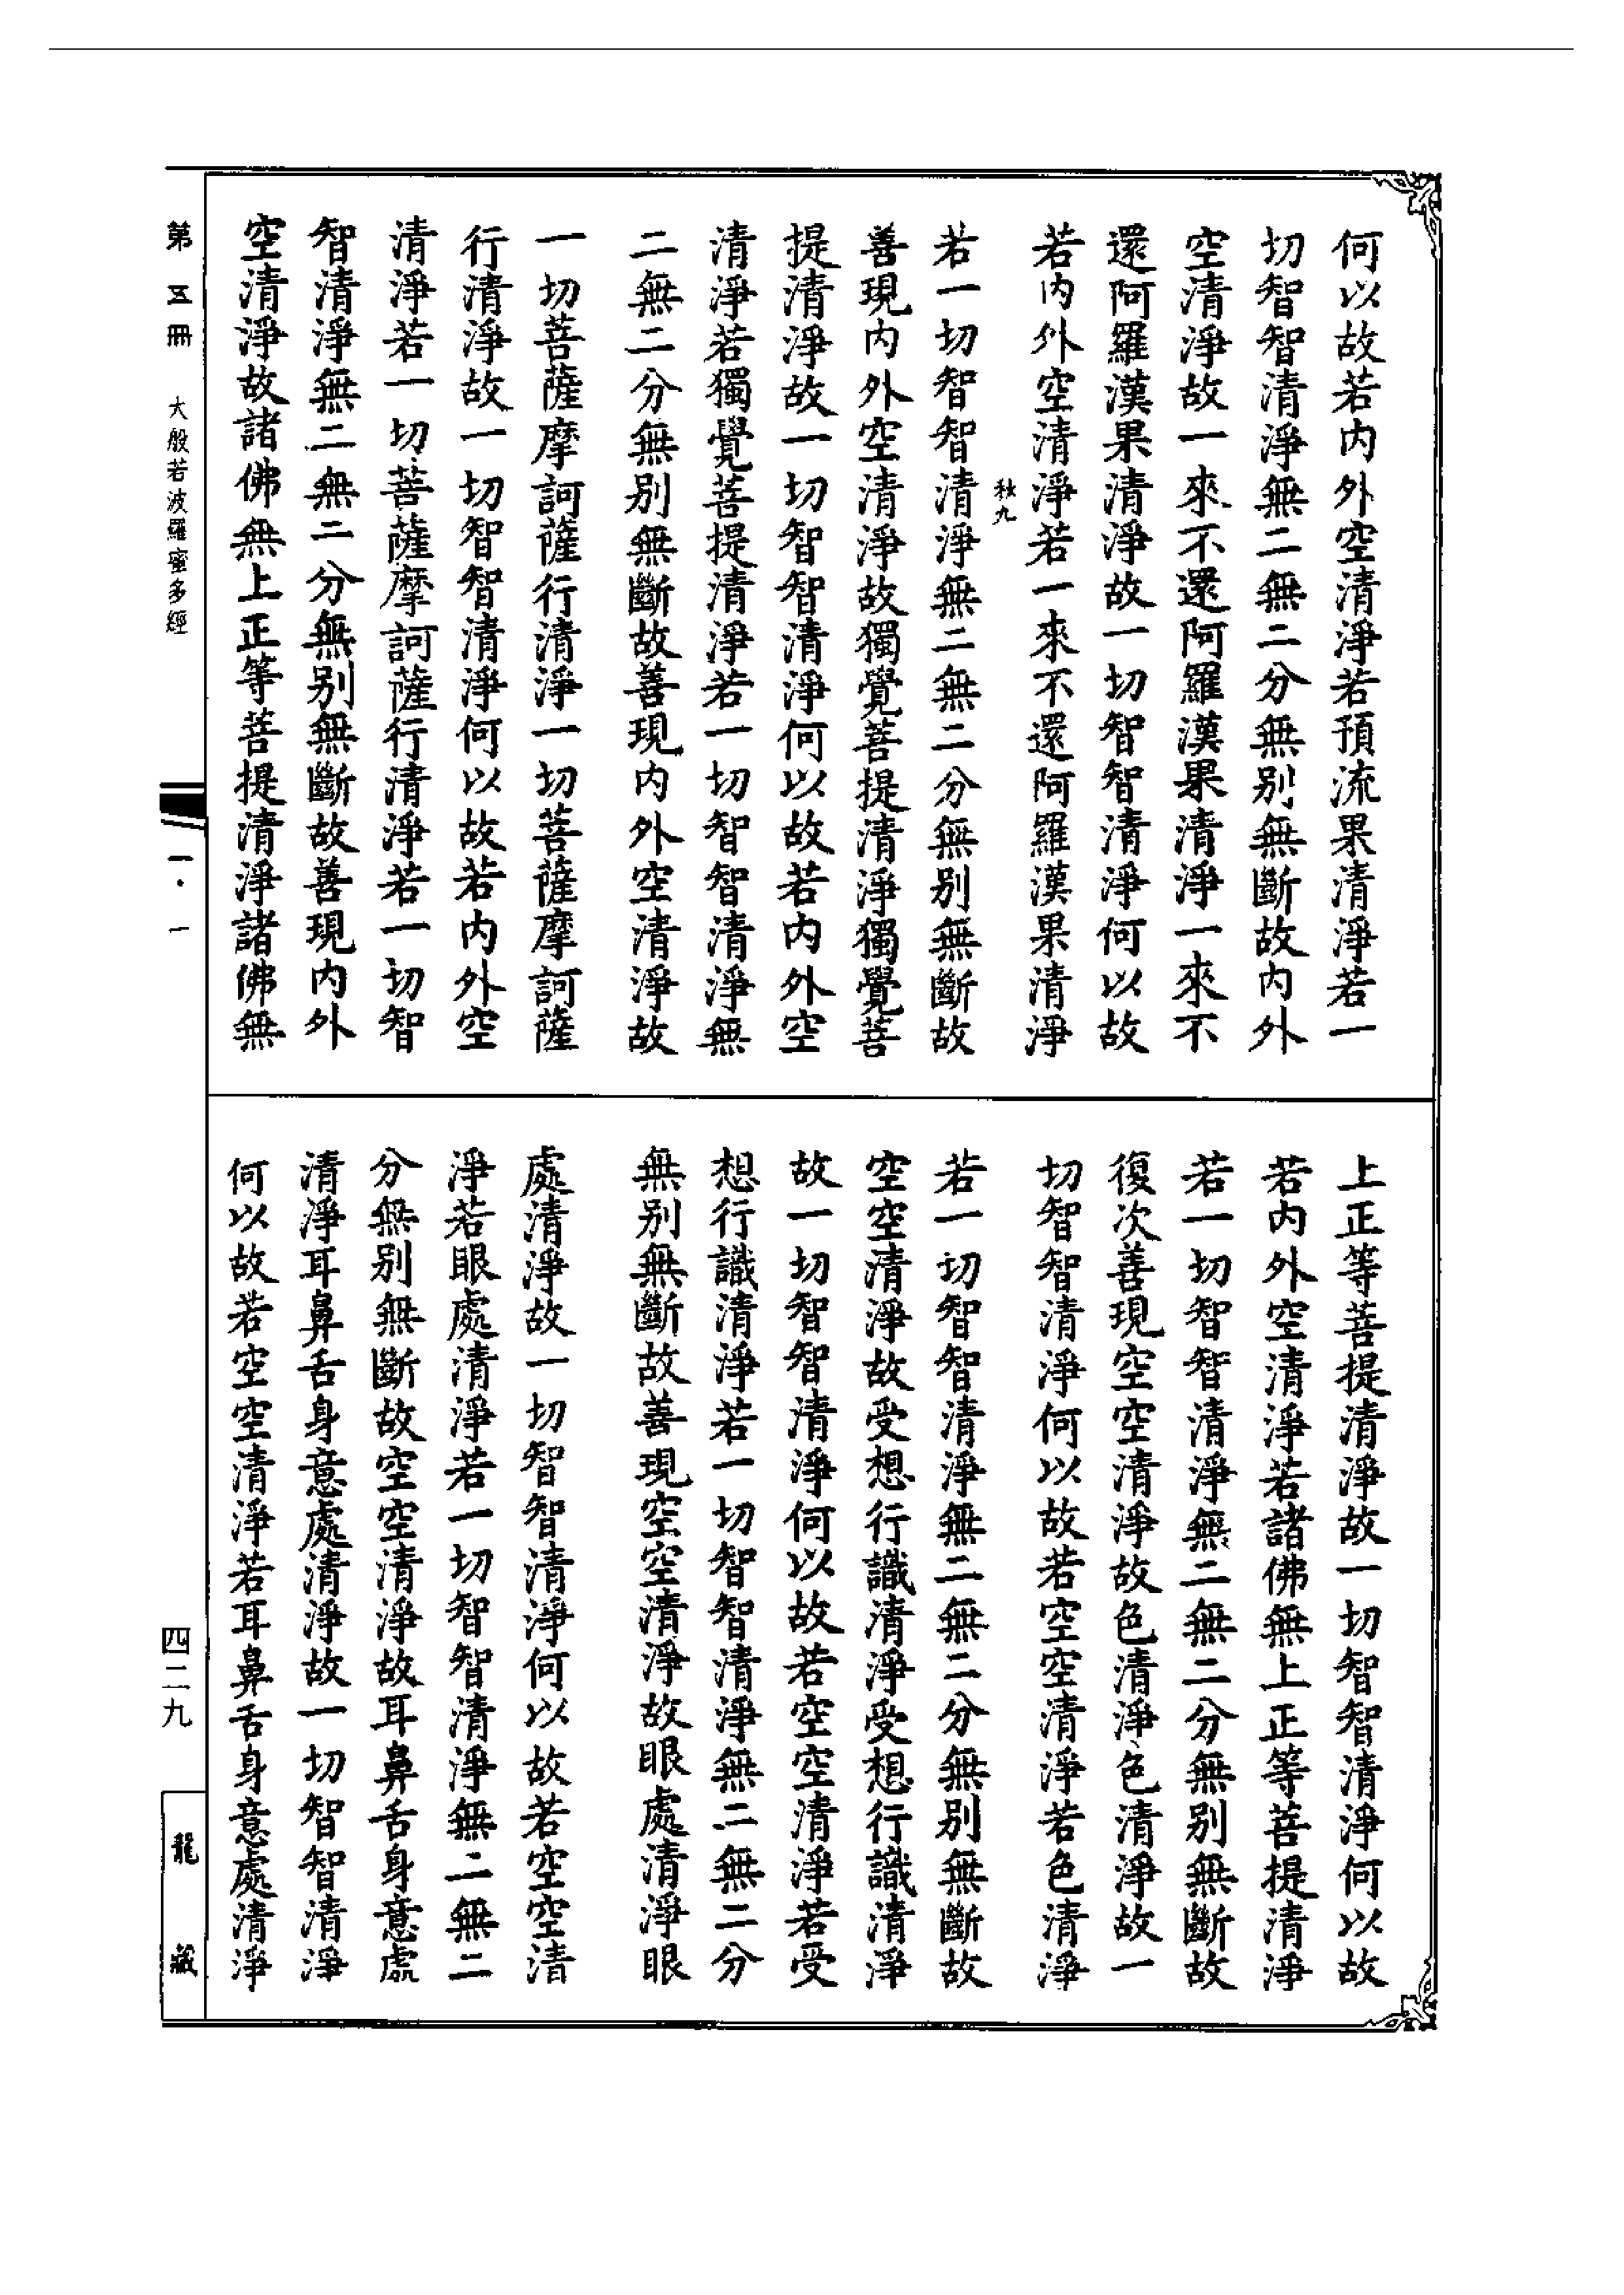 何以故若内外空清淨若預流果清淨若一
切智智清淨無二無二分無别無斷故内外
空清淨故一來不還阿羅漢果清淨一來不
還阿羅漢果清淨故一切智智清淨何以故
若内外空清淨若一來不還阿羅漢果清淨
秋九
若一切智智清淨無二無二分無别無斷故
善現内外空清淨故獨覺菩提清淨獨覺菩
提清淨故一切智智清淨何以故若内外空
清淨若獨覺菩提清淨若一切智智清淨無
二無二分無别無斷故善現内外空清淨故
一切菩薩摩訶薩行清淨一切菩薩摩訶薩
行清淨故一切智智清淨何以故若内外空
清淨若一切菩薩摩訶薩行清淨若一切智
智清淨無二無二分無别無斷故善現内外
空清淨故諸佛無上正等菩提清淨諸佛無
上正等菩提清淨故一切智智清淨何以故
若内外空清淨若諸佛無上正等菩提清淨
若一切智智清淨無二無二分無别無斷故
復次善現空空清淨故色清淨色清淨故一
切智智清淨何以故若空空清淨若色清淨
若一切智智清淨無二無二分無别無斷故
空空清淨故受想行識清淨受想行識清淨
故一切智智清淨何以故若空空清淨若受
想行識清淨若一切智智清淨無二無二分
無别無斷故善現空空清淨故眼處清淨眼
處清淨故一切智智清淨何以故若空空清
淨若眼處清淨若一切智智清淨無二無二
分無别無斷故空空清淨故耳鼻舌身意處
清淨耳鼻舌身意處清淨故一切智智清淨
何以故若空空清淨若耳鼻舌身意處清淨
第五冊 大般若波羅蜜多經
一·一
四二九
龍藏